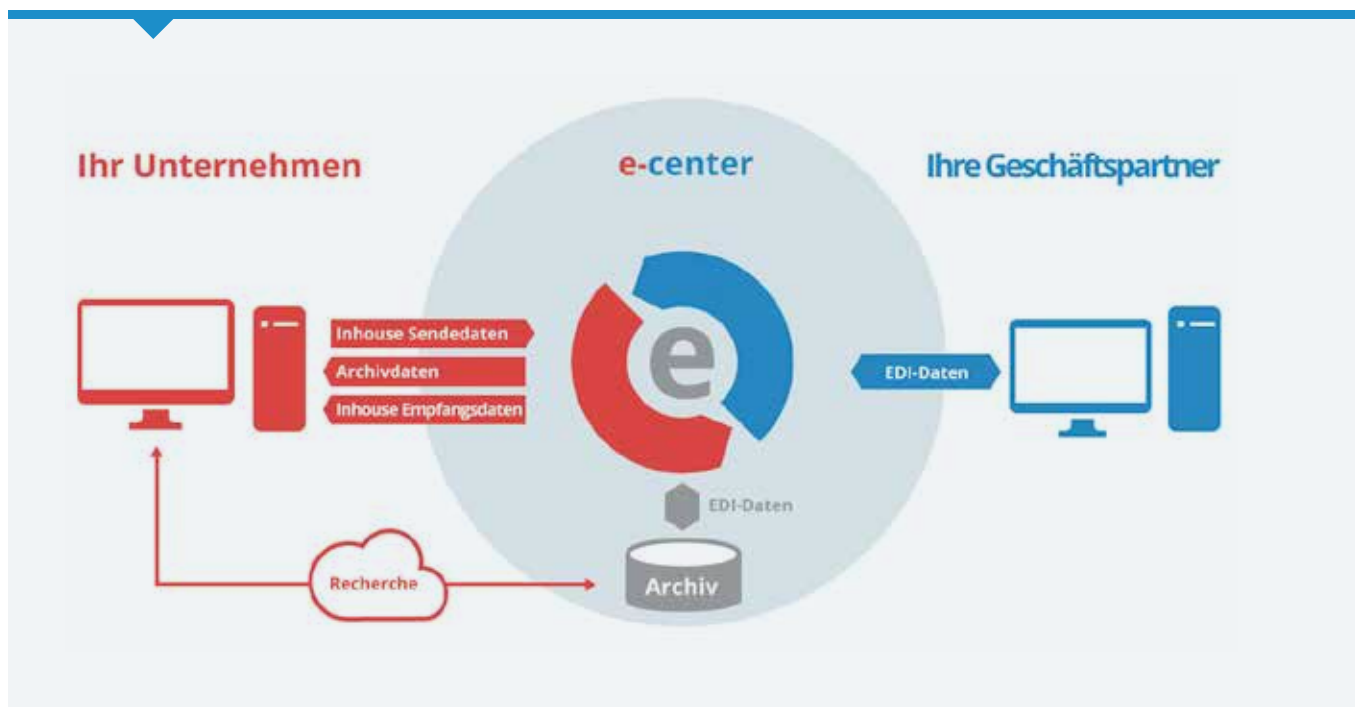 Ihr Unternehmen
e-center
Ihre Geschäftspartner
Inhouse Sendedaten
Archivdaten
Inhouse Empfangsdaten
e
EDI-Daten
EDI-Daten
Recherche
Archiv